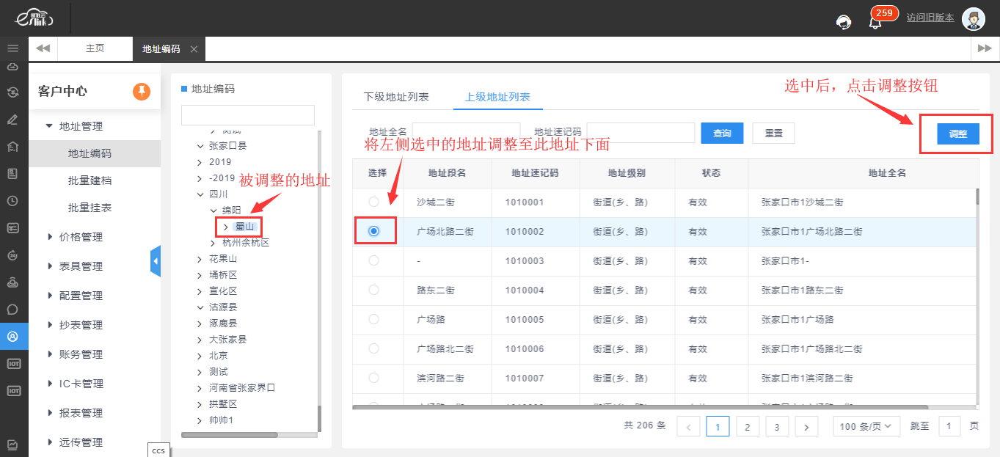 259
访问旧版本
主页
地址编码
客户中心
地址管理
地址编码
批量建档
批量挂表
价格管理
表具管理
配置管理
抄表管理
账务管理
IC卡管理
报表管理
远传管理
ccs
24
IOT
IOT
地址编码
张家口县
2019
-2019
四川
绵阳
蜀山
杭州余杭区
花果山
埇桥区
宣化区
沽源县
涿鹿县
大张家县
北京
测试
河南省张家界口
拱墅区
帅帅1
被调整的地址
下级地址列表
上级地址列表
选中后，点击调整按钮
地址全名
地址速记码
查询
重置
调整
将左侧选中的地址调整至此地址下面
选择 地址段名 地址速记码 地址级别 状态 地址全名
沙城二街 1010001 街道(乡、路) 有效 张家口市1沙城二街
广场北路二街 1010002 街道(乡、路) 有效 张家口市1广场北路二街
- 1010003 街道(乡、路) 有效 张家口市1-
路东二街 1010004 街道(乡、路) 有效 张家口市1路东二街
广场路 1010005 街道(乡、路) 有效 张家口市1广场路
广场路北二街 1010006 街道(乡、路) 有效 张家口市1广场路北二街
滨河路二街 1010007 街道(乡、路) 有效 张家口市1滨河路二街
共 206 条 1 2 3 100 条/页 跳至 1 页